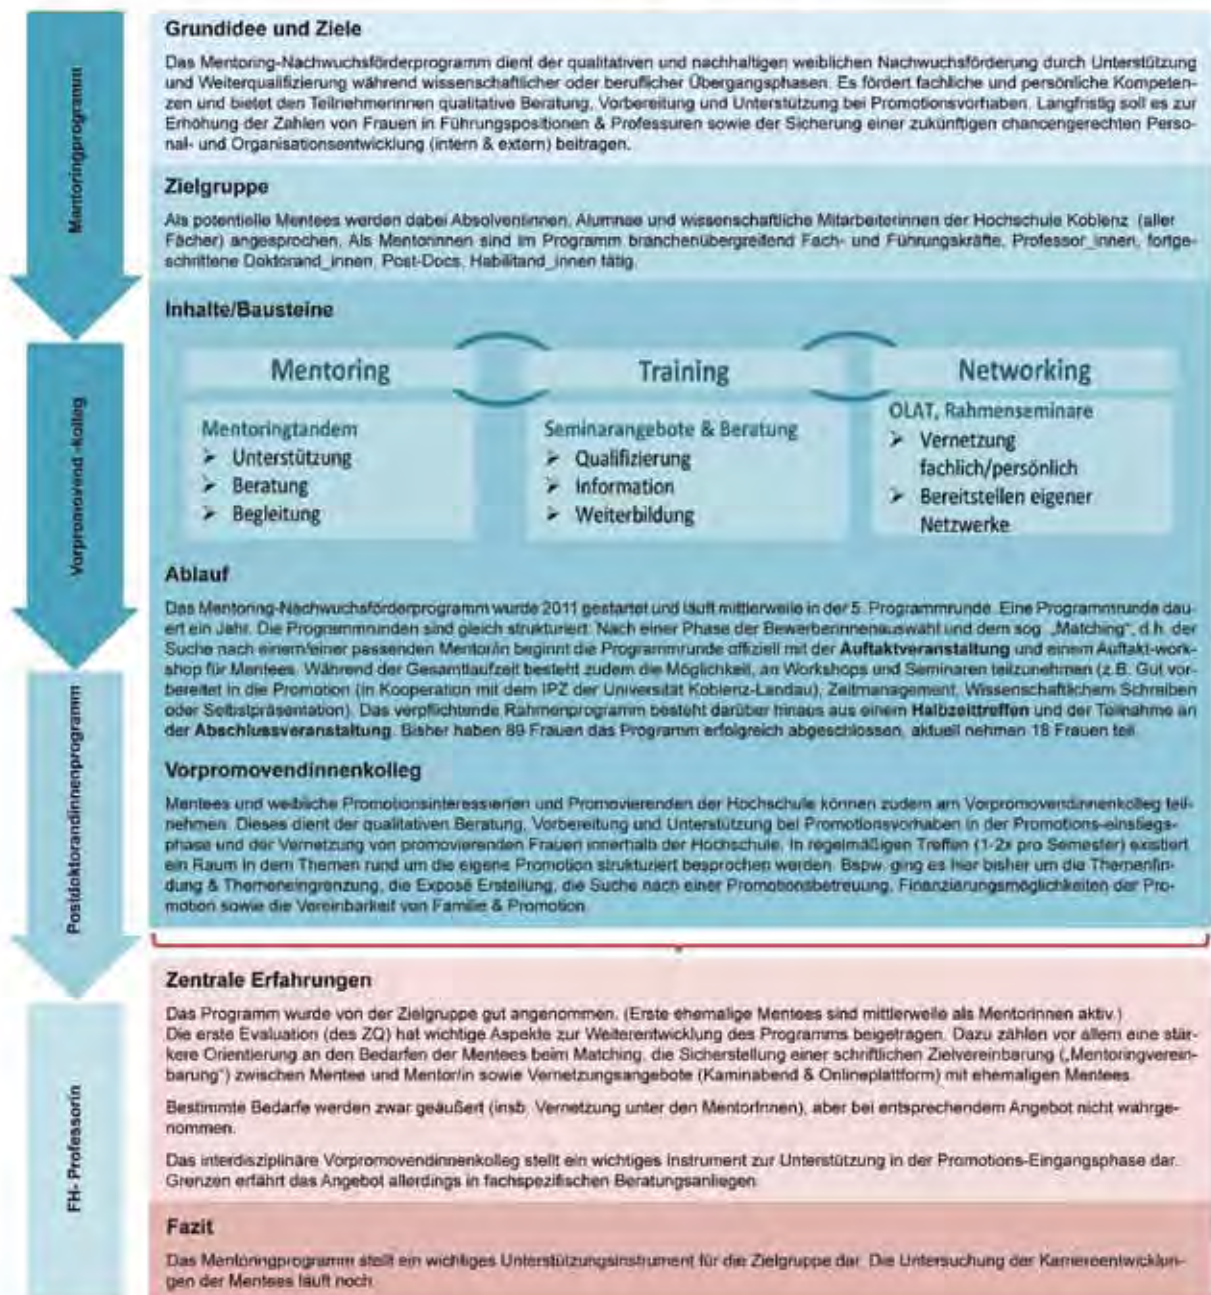 Mantoringprogramm
Vorpromovend -kolleg
Postdoktorandinnenprogramm
FH- Professorin
Grundidee und Ziele
Das Mentoring-Nachwuchsförderprogramm dient der qualitativen und nachhaltigen weiblichen Nachwuchsförderung durch Unterstützung
und Weiterqualifizierung während wissenschaftlicher oder beruflicher Übergangsphasen. Es fördert fachliche und persönliche Kompeten-
zen und bietet den Teilnehmerinnen qualitative Beratung, Vorbereitung und Unterstützung bei Promotionsvorhaben. Langfristig soll es zur
Erhöhung der Zahlen von Frauen in Führungspositionen & Professuren sowie der Sicherung einer zukünftigen chancengerechten Perso-
nal- und Organisationsentwicklung (intern & extern) beitragen.
Zielgruppe
Als potentielle Mentees werden dabei Absolventinnen, Alumnae und wissenschaftliche Mitarbeiterinnen der Hochschule Koblenz (aller
Fächer) angesprochen. Als MentorInnen sind im Programm branchenübergreifend Fach- und Führungskräfte, Professor_innen, fortge-
schrittene Doktorand_innen, Post-Docs, Habilitand_innen tätig.
Inhalte/Bausteine
Mentoring
Mentoringtandem
➢ Unterstützung
➢ Beratung
➢ Begleitung
Training
Seminarangebote & Beratung
➢ Qualifizierung
➢ Information
➢ Weiterbildung
Networking
OLAT, Rahmenseminare
➢ Vernetzung
fachlich/persönlich
➢ Bereitstellen eigener
Netzwerke
Ablauf
Das Mentoring-Nachwuchsförderprogramm wurde 2011 gestartet und läuft mittlerweile in der 5. Programmrunde. Eine Programmrunde dau-
ert ein Jahr. Die Programmrunden sind gleich strukturiert: Nach einer Phase der Bewerberinnenauswahl und dem sog. „Matching“, d.h. der
Suche nach einem/einer passenden Mentor/in beginnt die Programmrunde offiziell mit der Auftaktveranstaltung und einem Auftakt-work-
shop für Mentees. Während der Gesamtlaufzeit besteht zudem die Möglichkeit, an Workshops und Seminaren teilzunehmen (z.B. Gut vor-
bereitet in die Promotion (in Kooperation mit dem IPZ der Universität Koblenz-Landau), Zeitmanagement, Wissenschaftlichem Schreiben
oder Selbstpräsentation). Das verpflichtende Rahmenprogramm besteht darüber hinaus aus einem Halbzeittreffen und der Teilnahme an
der Abschlussveranstaltung. Bisher haben 89 Frauen das Programm erfolgreich abgeschlossen, aktuell nehmen 18 Frauen teil.
Vorpromovendinnenkolleg
Mentees und weibliche Promotionsinteressierten und Promovierenden der Hochschule können zudem am Vorpromovendinnenkolleg teil-
nehmen. Dieses dient der qualitativen Beratung, Vorbereitung und Unterstützung bei Promotionsvorhaben in der Promotions-einstiegs-
phase und der Vernetzung von promovierenden Frauen innerhalb der Hochschule. In regelmäßigen Treffen (1-2x pro Semester) existiert
ein Raum in dem Themen rund um die eigene Promotion strukturiert besprochen werden. Bspw. ging es hier bisher um die Themenfin-
dung & Themeneingrenzung, die Exposé Erstellung, die Suche nach einer Promotionsbetreuung, Finanzierungsmöglichkeiten der Pro-
motion sowie die Vereinbarkeit von Familie & Promotion.
Zentrale Erfahrungen
Das Programm wurde von der Zielgruppe gut angenommen. (Erste ehemalige Mentees sind mittlerweile als Mentorinnen aktiv.)
Die erste Evaluation (des ZQ) hat wichtige Aspekte zur Weiterentwicklung des Programms beigetragen. Dazu zählen vor allem eine stär-
kere Orientierung an den Bedarfen der Mentees beim Matching, die Sicherstellung einer schriftlichen Zielvereinbarung („Mentoringverein-
barung“) zwischen Mentee und Mentor/in sowie Vernetzungsangebote (Kaminabend & Onlineplattform) mit ehemaligen Mentees.
Bestimmte Bedarfe werden zwar geäußert (insb. Vernetzung unter den MentorInnen), aber bei entsprechendem Angebot nicht wahrge-
nommen.
Das interdisziplinäre Vorpromovendinnenkolleg stellt ein wichtiges Instrument zur Unterstützung in der Promotions-Eingangsphase dar.
Grenzen erfährt das Angebot allerdings in fachspezifischen Beratungsanliegen.
Fazit
Das Mentoringprogramm stellt ein wichtiges Unterstützungsinstrument für die Zielgruppe dar. Die Untersuchung der Karriereentwicklun-
gen der Mentees läuft noch.